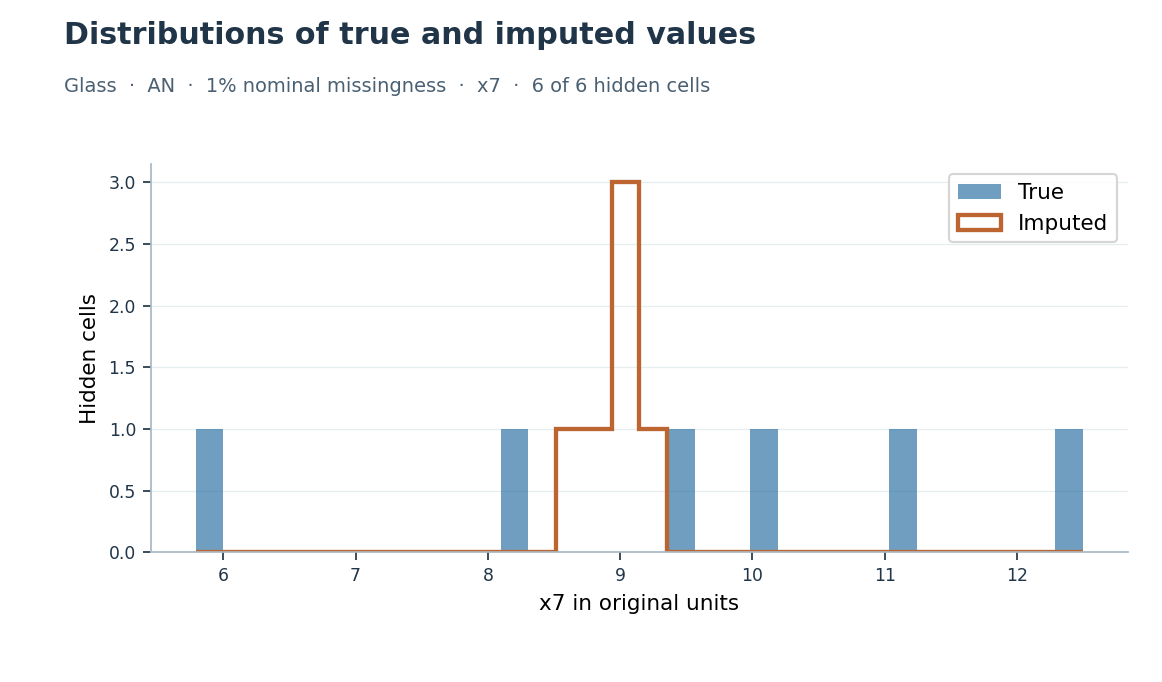 Distributions of true and imputed values
Glass · AN · 1% nominal missingness · x7 · 6 of 6 hidden cells
True
Imputed
Hidden cells
3.0
2.5
2.0
1.5
1.0
0.5
0.0
6 7 8 9 10 11 12
x7 in original units